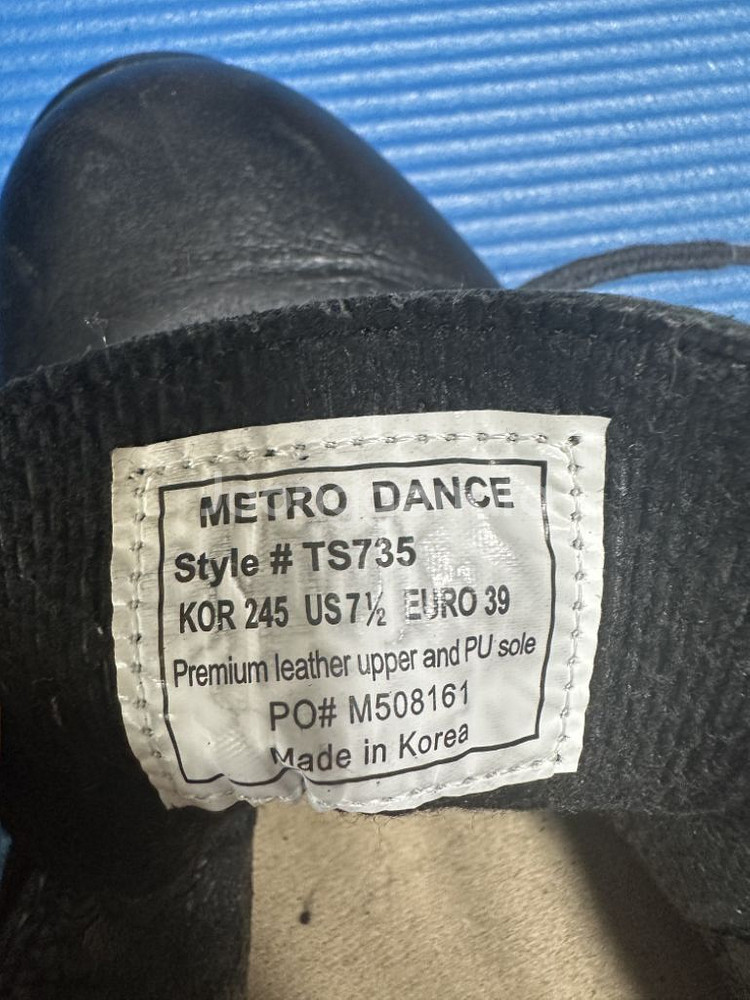 METRO DANCE
Style # TS735
KOR 245 US 7½ EURO 39
Premium leather upper and PU sole
PO# M508161
Made in Korea